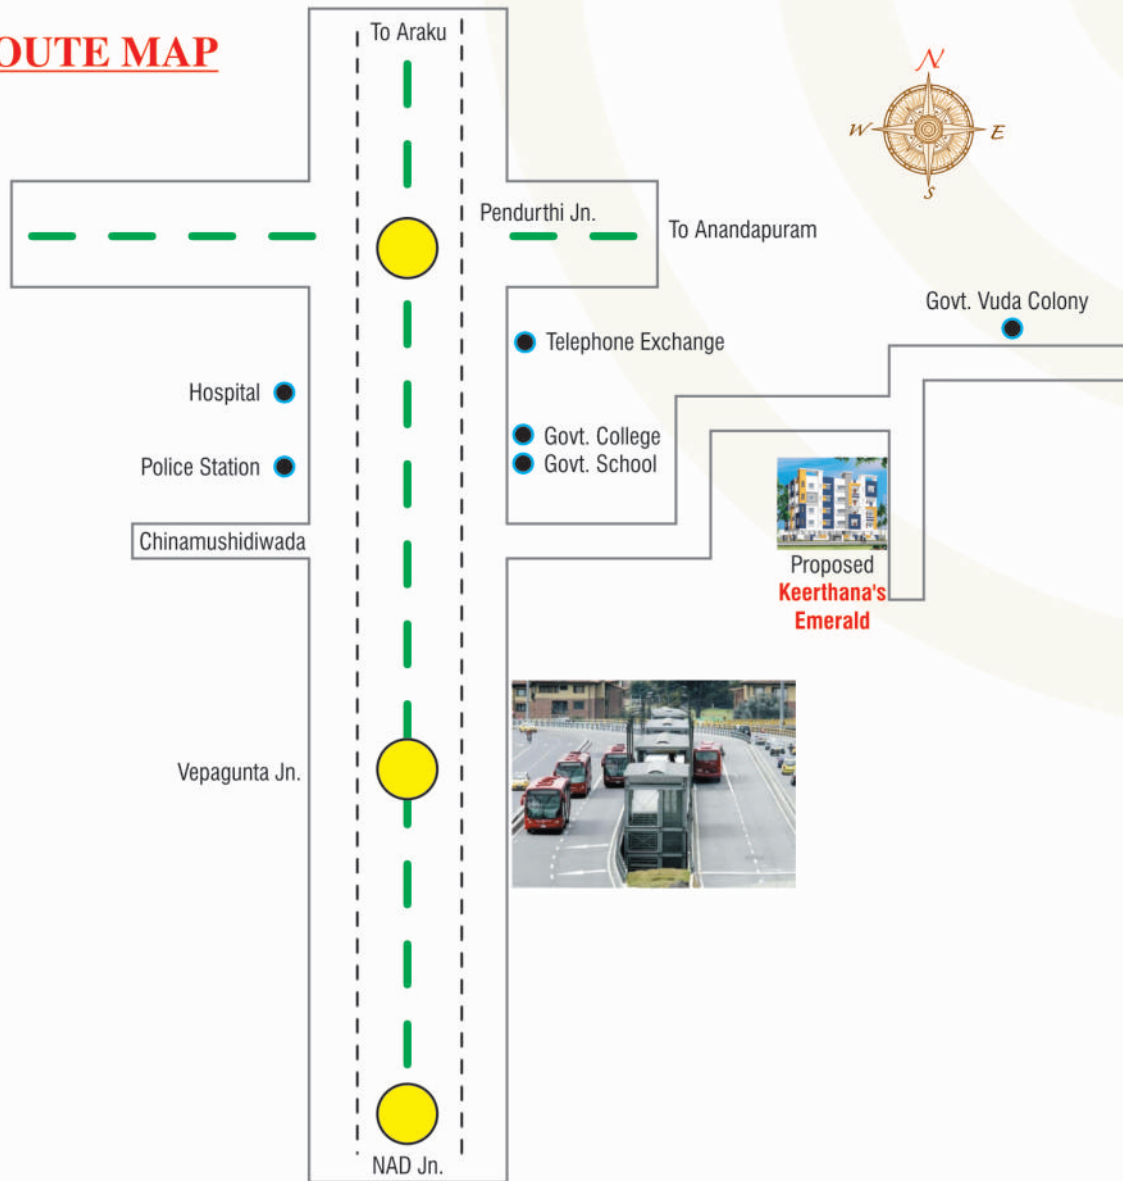 OUTE MAP
To Araku
N
W
E
S
Pendurthi Jn.
To Anandapuram
Govt. Vuda Colony
Telephone Exchange
Hospital
Govt. College
Police Station
Govt. School
Chinamushidiwada
Proposed
Keerthana's
Emerald
Vepagunta Jn.
NAD Jn.